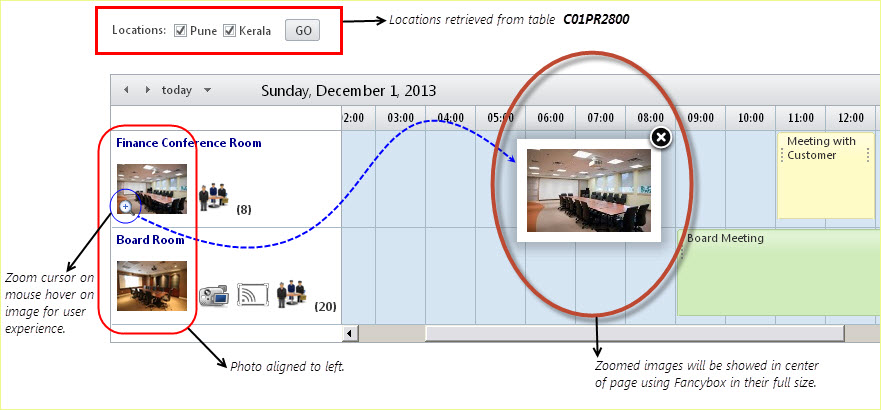 Locations: Pune Kerala GO
Locations retrieved from table C01PR2800
today Sunday, December 1, 2013
2:00 03:00 04:00 05:00 06:00 07:00 08:00 09:00 10:00 11:00 12:00
Finance Conference Room
Meeting with
Customer
(8)
Board Room
Board Meeting
(20)
Zoom cursor on
mouse hover on
image for user
experience.
Photo aligned to left.
Zoomed images will be showed in center
of page using Fancybox in their full size.